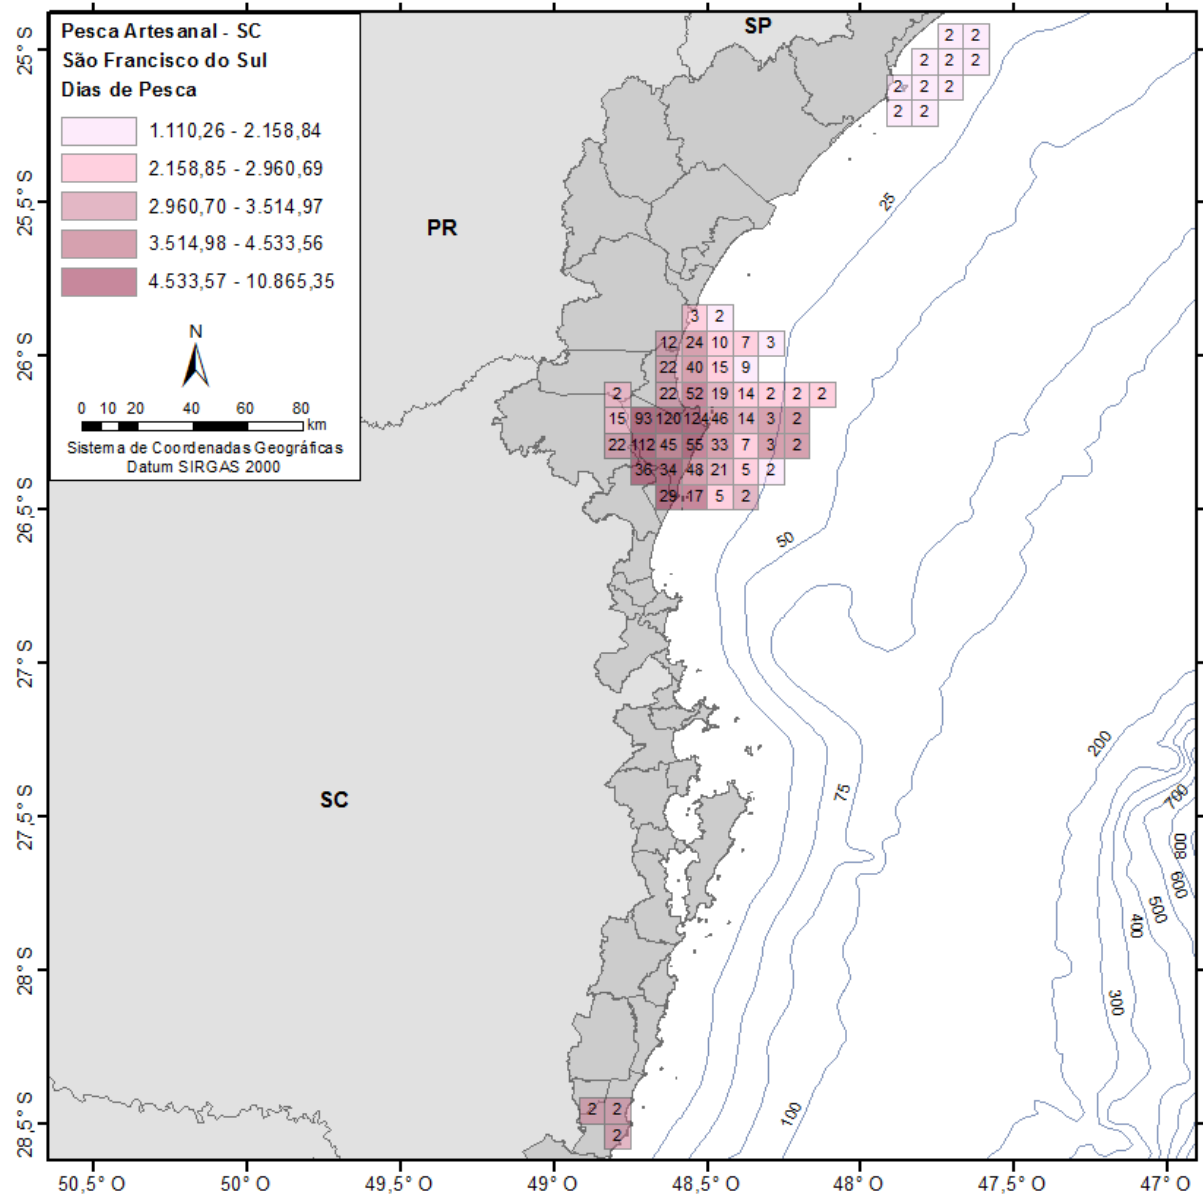 Pesca Artesanal - SC
São Francisco do Sul
Dias de Pesca
1.110,26 - 2.158,84
2.158,85 - 2.960,69
2.960,70 - 3.514,97
3.514,98 - 4.533,56
4.533,57 - 10.865,35
N
0 10 20 40 60 80
km
Sistema de Coordenadas Geográficas
Datum SIRGAS 2000
SP
PR
SC
2 2
2 2 2
2 2 2
2 2
3 2
12 24 10 7 3
22 40 15 9
2 22 52 19 14 2 2 2
15 93 120 124 46 14 3 2
22 112 45 55 33 7 3 2
36 34 48 21 5 2
29 17 5 2
2 2
2
25
50
75
100
200
700
800
600
500
400
300
25° S
25,5° S
26° S
26,5° S
27° S
27,5° S
28° S
28,5° S
50,5° O 50° O 49,5° O 49° O 48,5° O 48° O 47,5° O 47° O